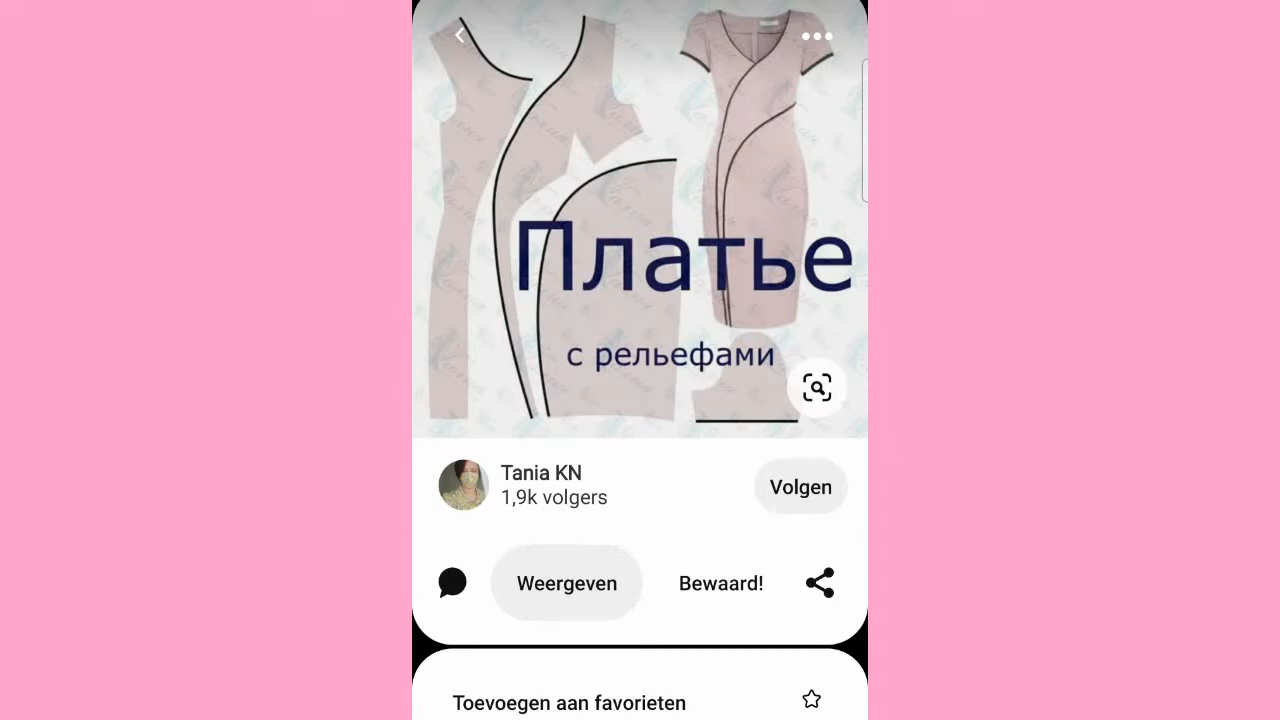 Платье
с рельефами
Tania KN
1,9k volgers
Volgen
Weergeven
Bewaard!
Toevoegen aan favorieten